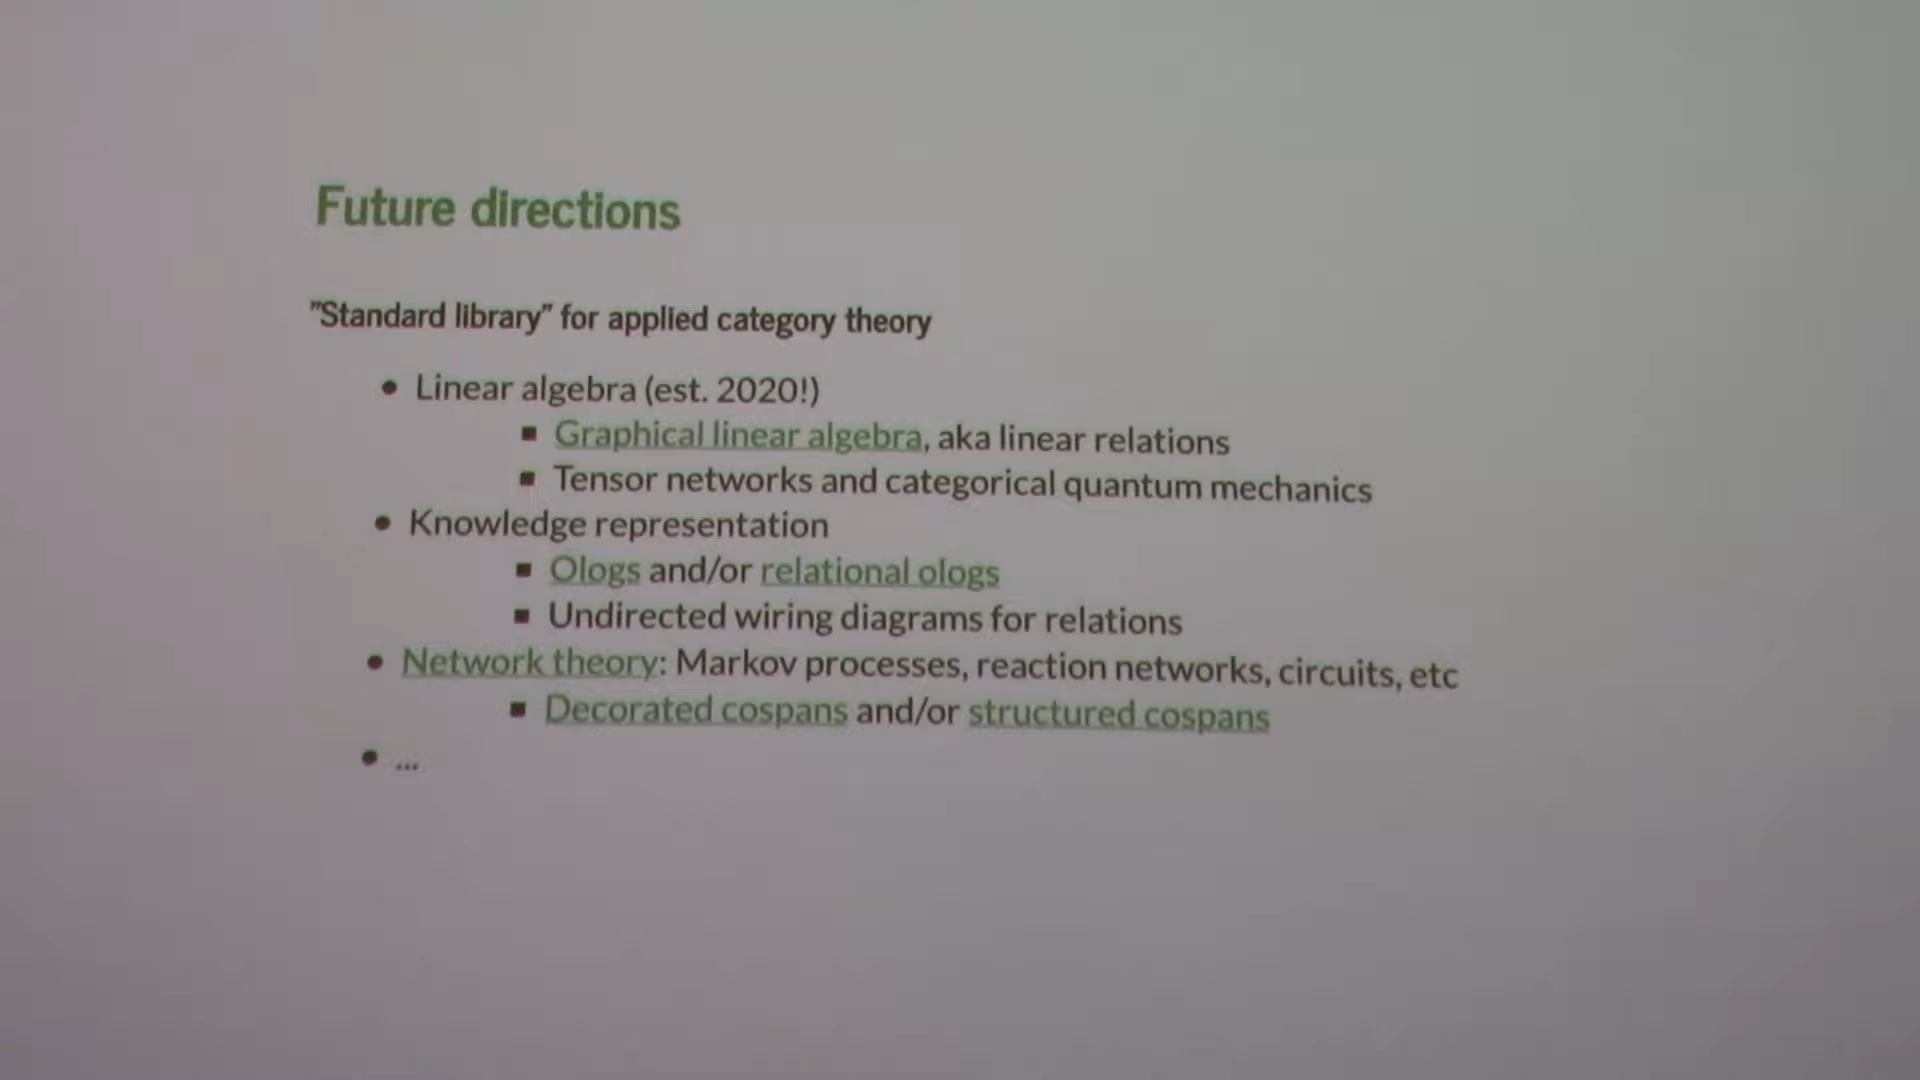 Future directions
"Standard library" for applied category theory
• Linear algebra (est. 2020!)
▪ Graphical linear algebra, aka linear relations
▪ Tensor networks and categorical quantum mechanics
• Knowledge representation
▪ Ologs and/or relational ologs
▪ Undirected wiring diagrams for relations
• Network theory: Markov processes, reaction networks, circuits, etc
▪ Decorated cospans and/or structured cospans
• ...